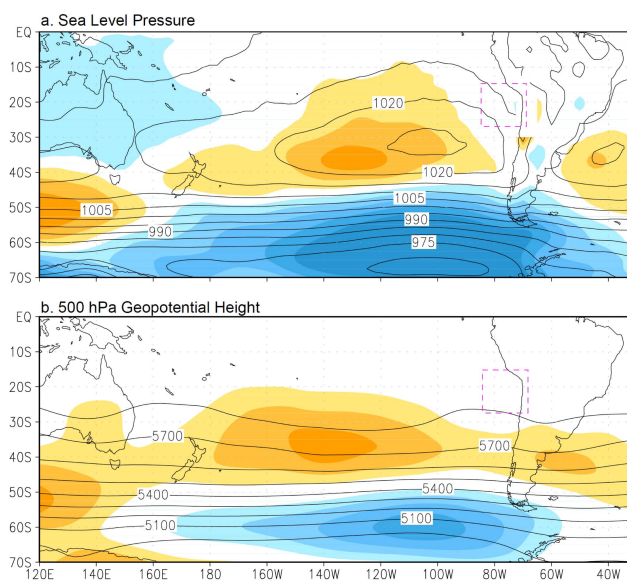 a. Sea Level Pressure
EQ
10S
20S
30S
40S
50S
60S
70S
1020
1020
1005
1005
990
990
975
b. 500 hPa Geopotential Height
EQ
10S
20S
30S
40S
50S
60S
70S
5700
5700
5400
5400
5100
5100
120E 140E 160E 180 160W 140W 120W 100W 80W 60W 40W